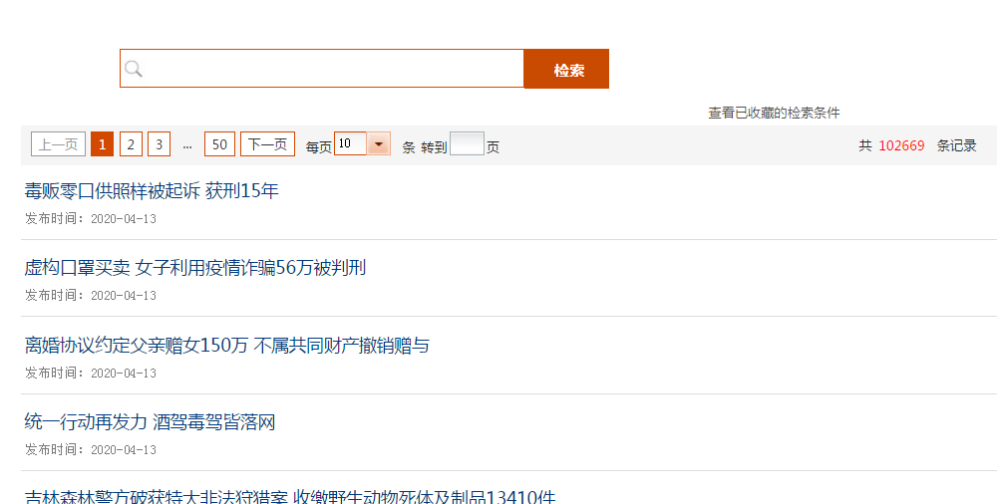 检索
查看已收藏的检索条件
上一页 1 2 3 ... 50 下一页 每页 10 条 转到 页 共 102669 条记录
毒贩零口供照样被起诉 获刑15年
发布时间：2020-04-13
虚构口罩买卖 女子利用疫情诈骗56万被判刑
发布时间：2020-04-13
离婚协议约定父亲赠女150万 不属共同财产撤销赠与
发布时间：2020-04-13
统一行动再发力 酒驾毒驾皆落网
发布时间：2020-04-13
吉林森林警方破获特大非法狩猎案 收缴野生动物死体及制品13410件